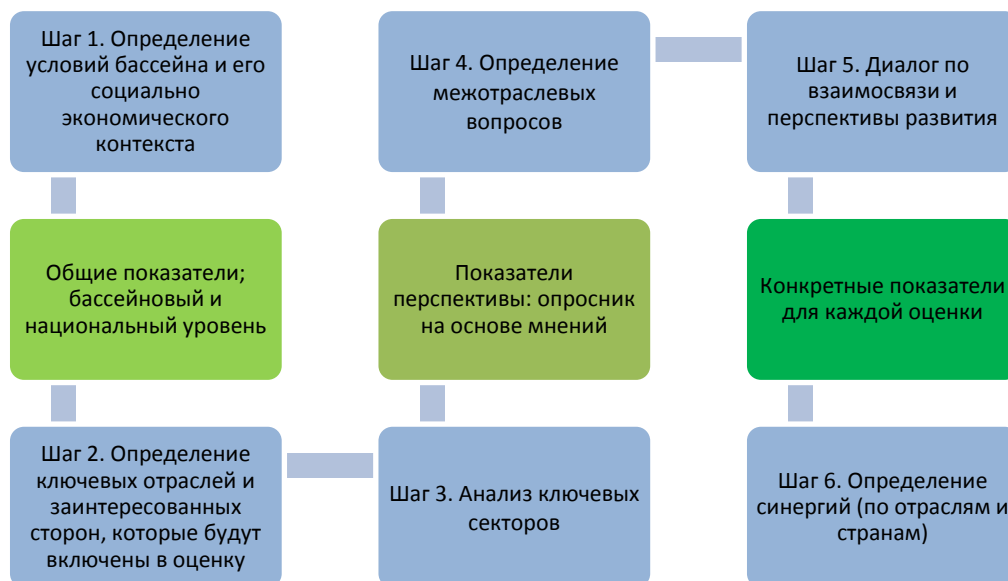 Шаг 1. Определение
условий бассейна и его
социально
экономического
контекста
Общие показатели;
бассейновый и
национальный уровень
Шаг 2. Определение
ключевых отраслей и
заинтересованных
сторон, которые будут
включены в оценку
Шаг 3. Анализ ключевых
секторов
Показатели
перспективы: опросник
на основе мнений
Шаг 4. Определение
межотраслевых
вопросов
Шаг 5. Диалог по
взаимосвязи и
перспективы развития
Конкретные показатели
для каждой оценки
Шаг 6. Определение
синергий (по отраслям и
странам)